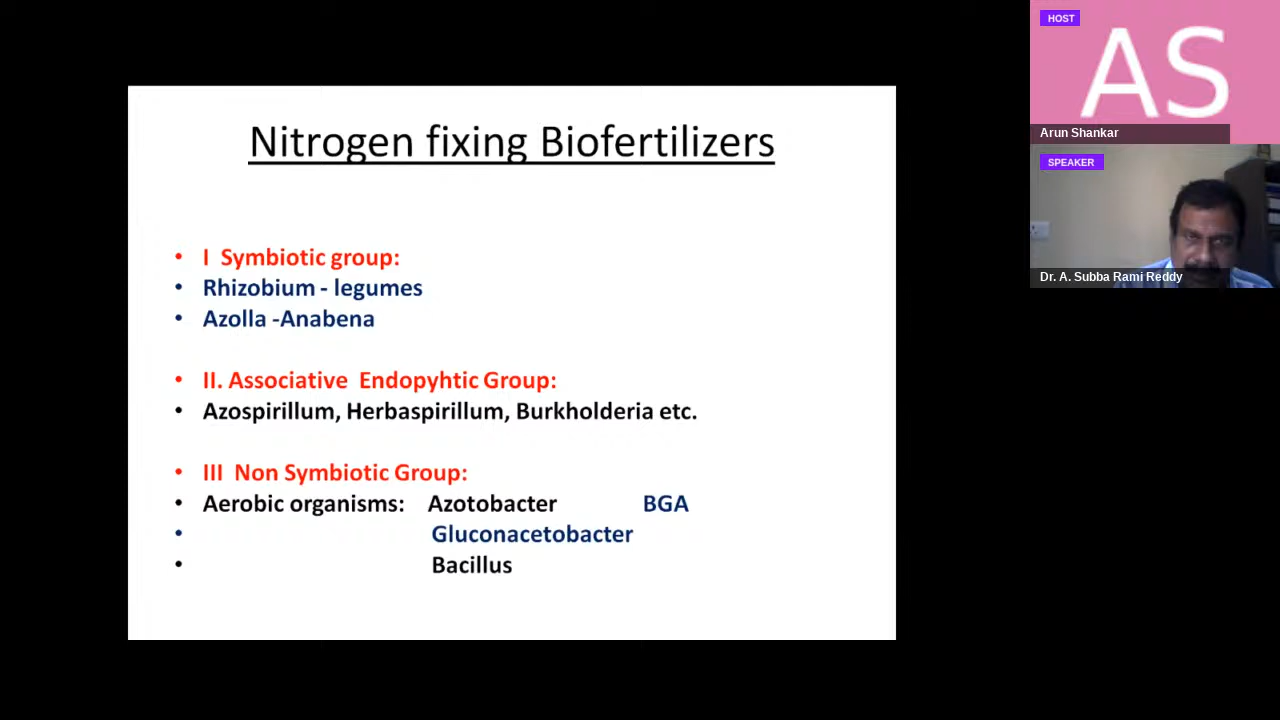 Nitrogen fixing Biofertilizers
• I Symbiotic group:
• Rhizobium - legumes
• Azolla -Anabena
• II. Associative Endopyhtic Group:
• Azospirillum, Herbaspirillum, Burkholderia etc.
• III Non Symbiotic Group:
• Aerobic organisms: Azotobacter BGA
• Gluconacetobacter
• Bacillus
HOST
AS
Arun Shankar
SPEAKER
Dr. A. Subba Rami Reddy